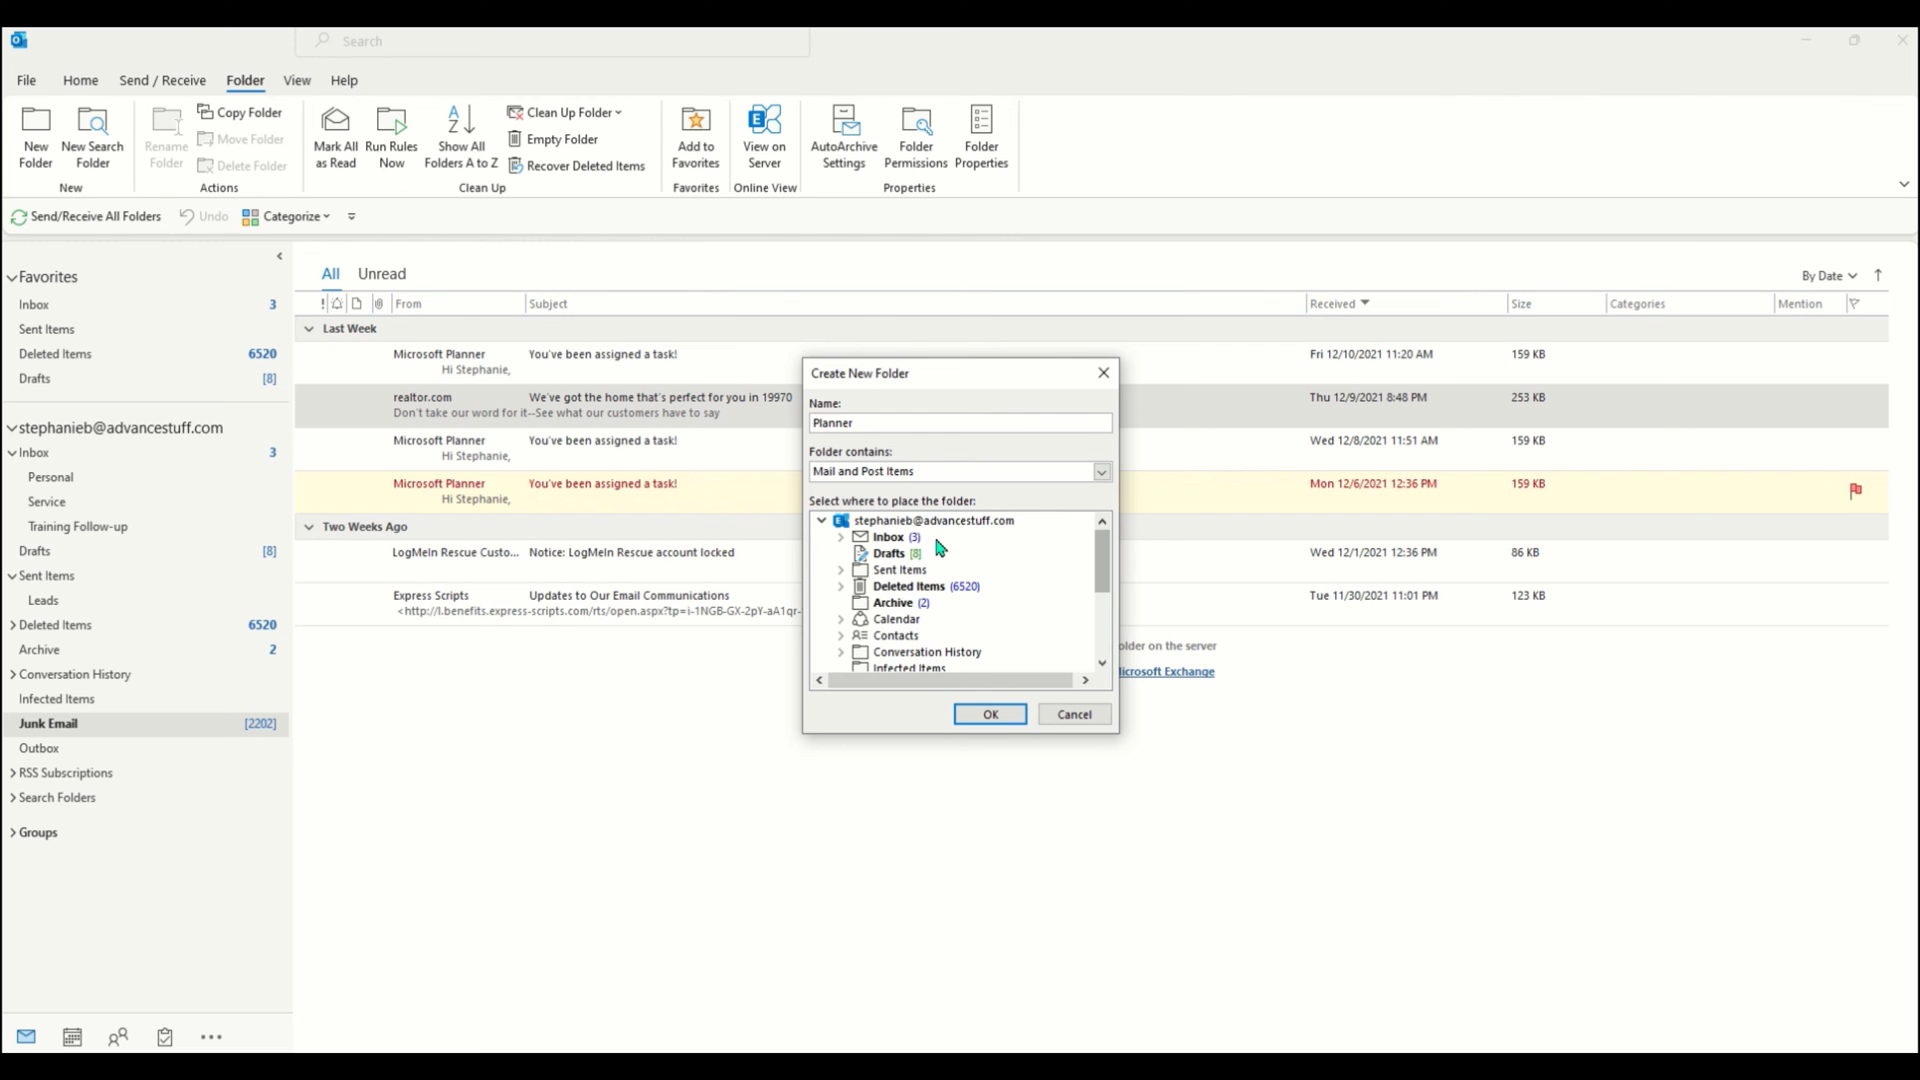 Search
File Home Send / Receive Folder View Help
New Folder
New Search Folder
New
Rename Folder
Copy Folder
Move Folder
Delete Folder
Actions
Mark All as Read
Run Rules Now
Show All Folders A to Z
Clean Up Folder
Empty Folder
Recover Deleted Items
Clean Up
Add to Favorites
Favorites
View on Server
Online View
AutoArchive Settings
Folder Permissions
Folder Properties
Properties
Send/Receive All Folders Undo Categorize
Favorites
Inbox 3
Sent Items
Deleted Items 6520
Drafts [8]
stephanieb@advancestuff.com
Inbox 3
Personal
Service
Training Follow-up
Drafts [8]
Sent Items
Leads
Deleted Items 6520
Archive 2
Conversation History
Infected Items
Junk Email [2202]
Outbox
RSS Subscriptions
Search Folders
Groups
All Unread By Date
! From Subject Received Size Categories Mention
Last Week
Microsoft Planner You've been assigned a task! Fri 12/10/2021 11:20 AM 159 KB
Hi Stephanie,
realtor.com We've got the home that's perfect for you in 19970 Thu 12/9/2021 8:48 PM 253 KB
Don't take our word for it--See what our customers have to say
Microsoft Planner You've been assigned a task! Wed 12/8/2021 11:51 AM 159 KB
Hi Stephanie,
Microsoft Planner You've been assigned a task! Mon 12/6/2021 12:36 PM 159 KB
Hi Stephanie,
Two Weeks Ago
LogMeIn Rescue Custo... Notice: LogMeIn Rescue account locked Wed 12/1/2021 12:36 PM 86 KB
Express Scripts Updates to Our Email Communications Tue 11/30/2021 11:01 PM 123 KB
<http://l.benefits.express-scripts.com/rts/open.aspx?tp=i-1NGB-GX-2pY-aA1qr-
older on the server
icrosoft Exchange
Create New Folder
Name:
Planner
Folder contains:
Mail and Post Items
Select where to place the folder:
stephanieb@advancestuff.com
Inbox (3)
Drafts [8]
Sent Items
Deleted Items (6520)
Archive (2)
Calendar
Contacts
Conversation History
Infected Items
OK Cancel